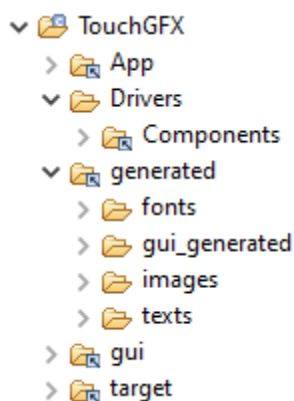 TouchGFX
App
Drivers
Components
generated
fonts
gui_generated
images
texts
gui
target